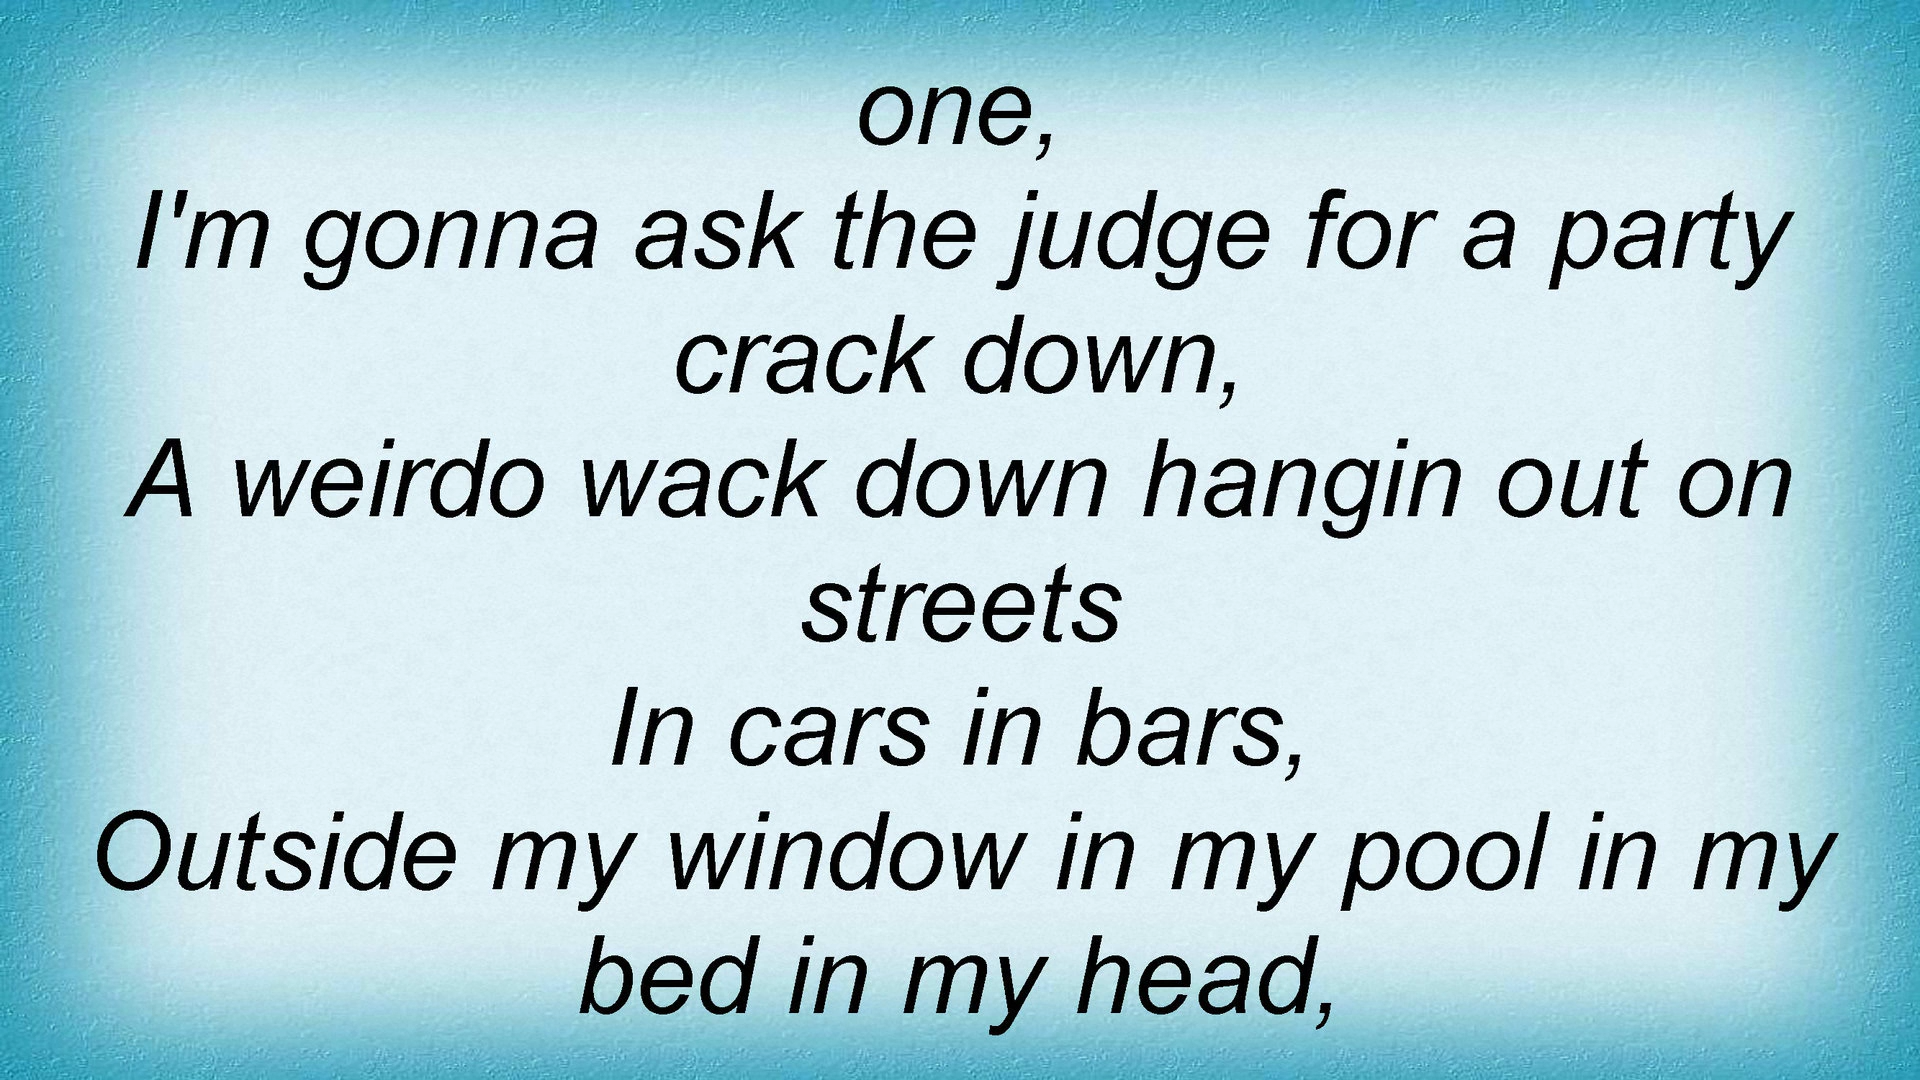 one,
I'm gonna ask the judge for a party
crack down,
A weirdo wack down hangin out on
streets
In cars in bars,
Outside my window in my pool in my
bed in my head,